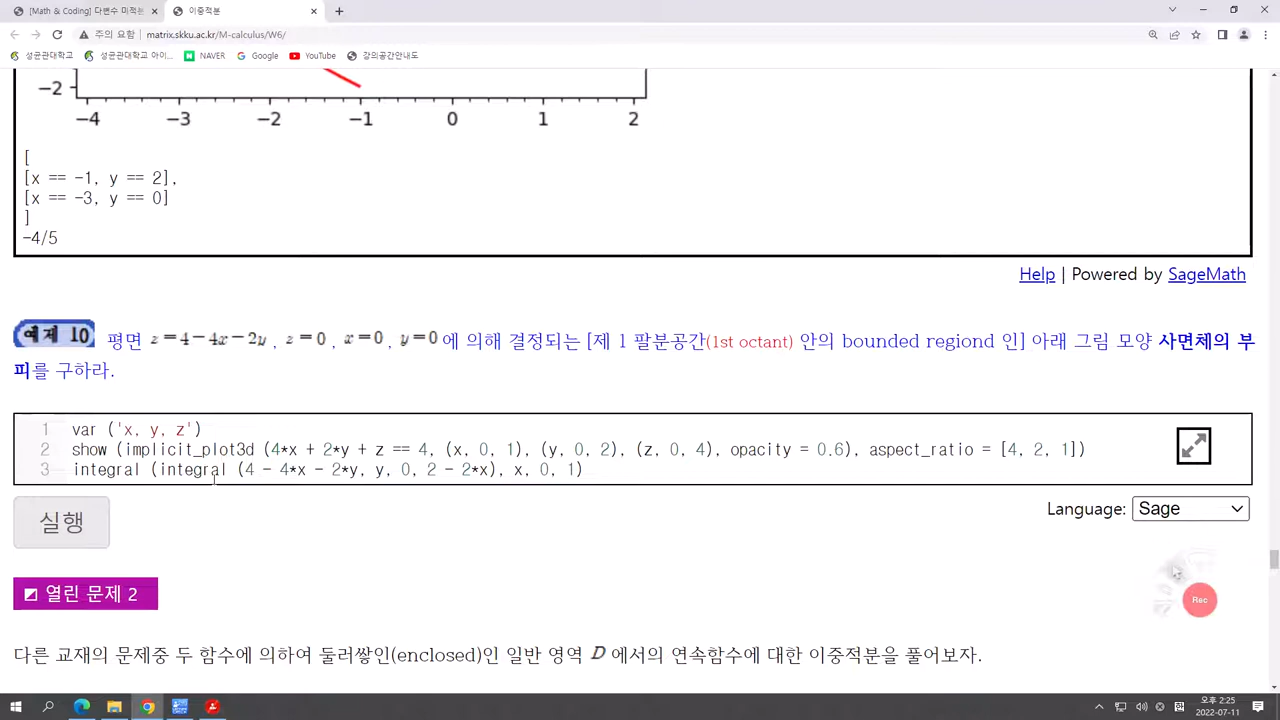 [Math & Coding] 다변수 미적분
이중적분
주의 요함 | matrix.skku.ac.kr/M-calculus/W6/
성균관대학교
성균관대학교 아이...
NAVER
Google
YouTube
강의공간안내도
−2
−4 −3 −2 −1 0 1 2
[
[x == -1, y == 2],
[x == -3, y == 0]
]
-4/5
Help | Powered by SageMath
예제 10 평면 z=4−4x−2y , z=0 , x=0 , y=0 에 의해 결정되는 [제 1 팔분공간(1st octant) 안의 bounded regiond 인] 아래 그림 모양 사면체의 부
피를 구하라.
1 var ('x, y, z')
2 show (implicit_plot3d (4*x + 2*y + z == 4, (x, 0, 1), (y, 0, 2), (z, 0, 4), opacity = 0.6), aspect_ratio = [4, 2, 1])
3 integral (integral (4 - 4*x - 2*y, y, 0, 2 - 2*x), x, 0, 1)
실행
Language: Sage
Rec
열린 문제 2
다른 교재의 문제중 두 함수에 의하여 둘러쌓인(enclosed)인 일반 영역 D 에서의 연속함수에 대한 이중적분을 풀어보자.
오후 2:25
2022-07-11